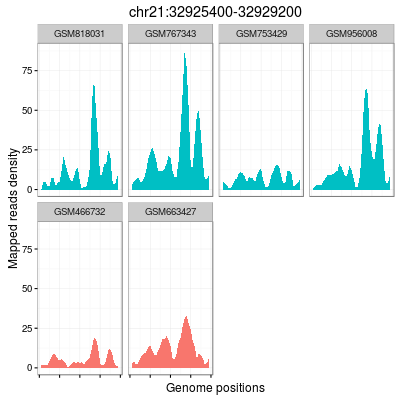 chr21:32925400-32929200
GSM818031 GSM767343 GSM753429 GSM956008
75
50
25
0
GSM466732 GSM663427
75
50
25
0
Mapped reads density
Genome positions